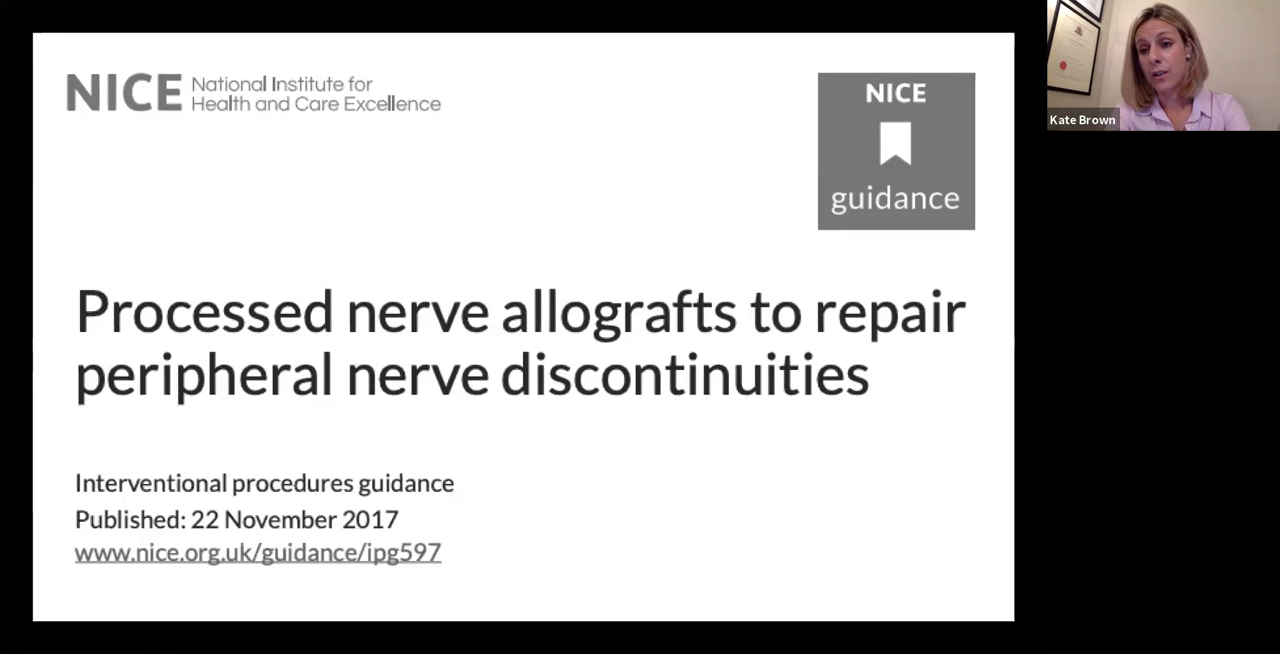 NICE National Institute for
Health and Care Excellence
NICE
guidance
Processed nerve allografts to repair
peripheral nerve discontinuities
Interventional procedures guidance
Published: 22 November 2017
www.nice.org.uk/guidance/ipg597
Kate Brown